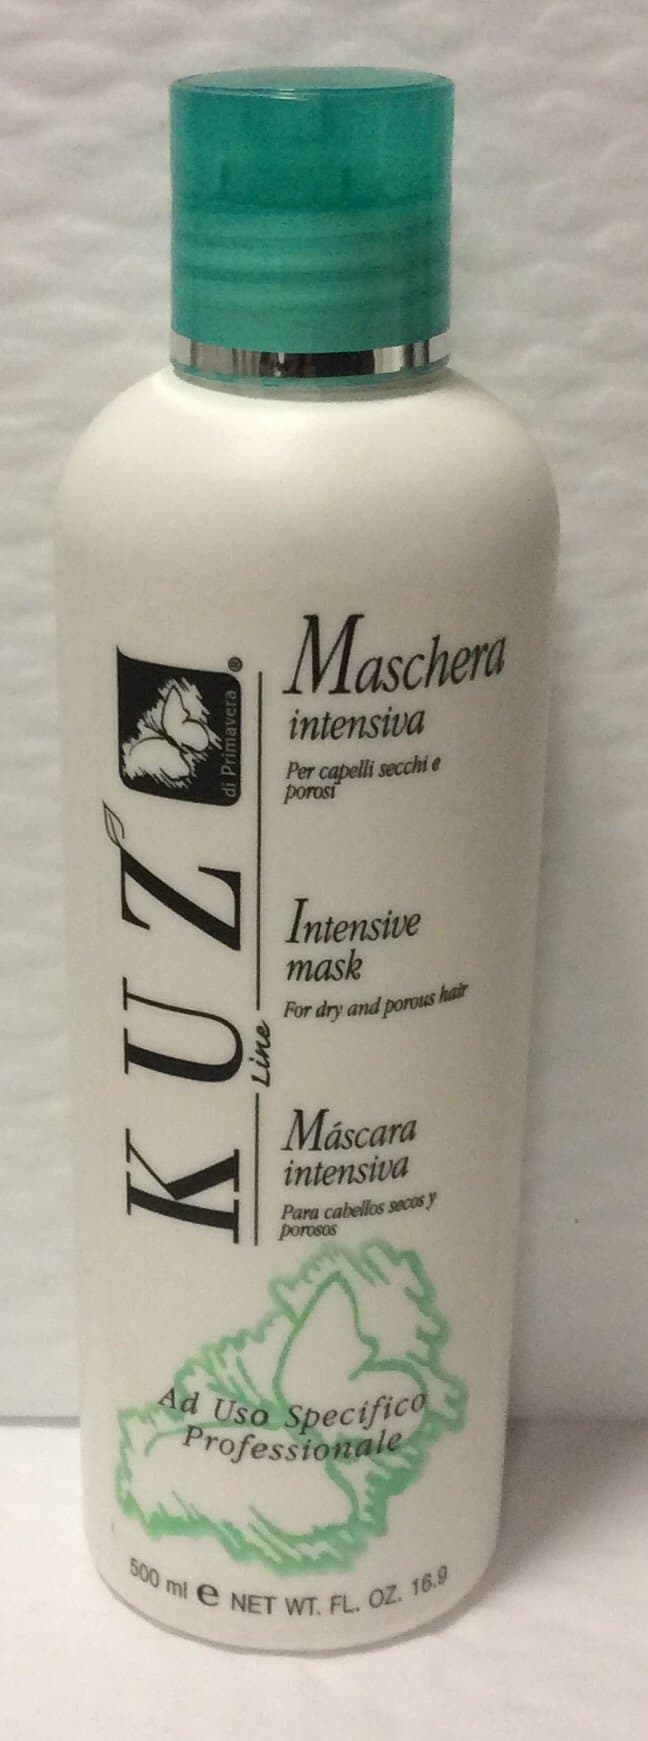 Maschera
intensiva
Per capelli secchi e
porosi
Intensive
mask
For dry and porous hair
Máscara
intensiva
Para cabellos secos y
porosos
di Primavera®
KUZ
Line
Ad Uso Specifico
Professionale
500 ml e NET WT. FL. OZ. 16.9